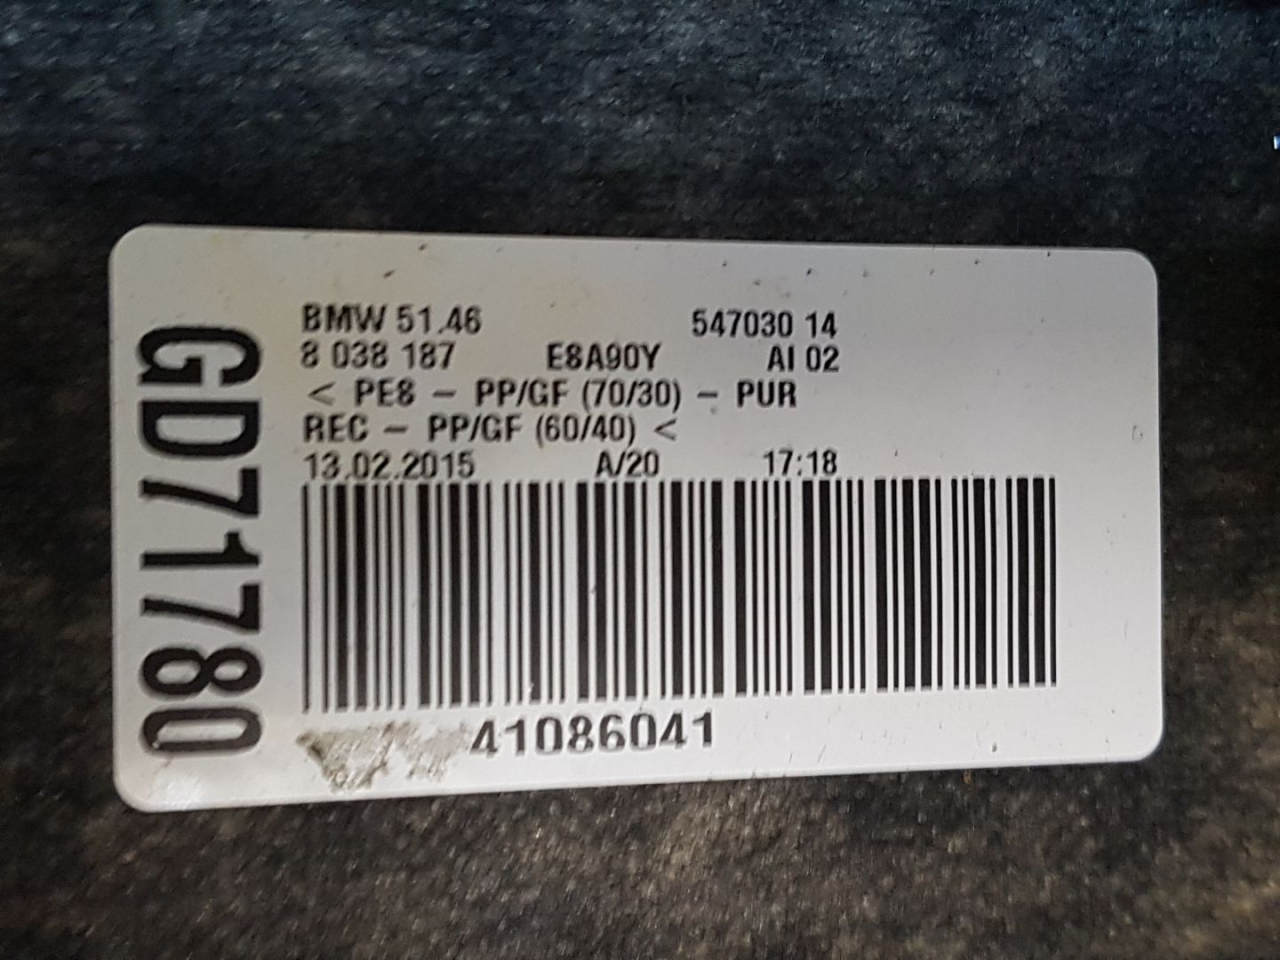 BMW 51.46 547030 14
8 038 187 E8A90Y AI 02
< PE8 - PP/GF (70/30) - PUR
REC - PP/GF (60/40) <
13.02.2015 A/20 17:18
41086041
GD71780